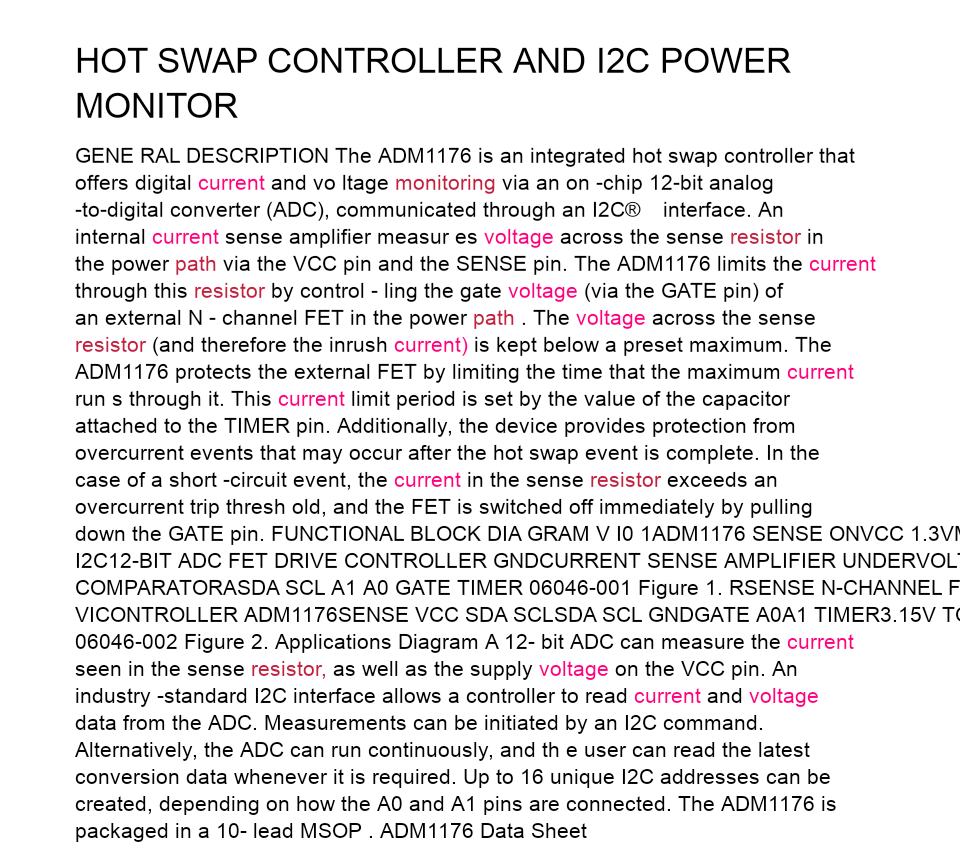 HOT SWAP CONTROLLER AND I2C POWER
MONITOR
GENE RAL DESCRIPTION The ADM1176 is an integrated hot swap controller that
offers digital current and vo ltage monitoring via an on -chip 12-bit analog
-to-digital converter (ADC), communicated through an I2C® interface. An
internal current sense amplifier measur es voltage across the sense resistor in
the power path via the VCC pin and the SENSE pin. The ADM1176 limits the current
through this resistor by control - ling the gate voltage (via the GATE pin) of
an external N - channel FET in the power path . The voltage across the sense
resistor (and therefore the inrush current) is kept below a preset maximum. The
ADM1176 protects the external FET by limiting the time that the maximum current
run s through it. This current limit period is set by the value of the capacitor
attached to the TIMER pin. Additionally, the device provides protection from
overcurrent events that may occur after the hot swap event is complete. In the
case of a short -circuit event, the current in the sense resistor exceeds an
overcurrent trip thresh old, and the FET is switched off immediately by pulling
down the GATE pin. FUNCTIONAL BLOCK DIA GRAM V I0 1ADM1176 SENSE ONVCC 1.3V
I2C12-BIT ADC FET DRIVE CONTROLLER GNDCURRENT SENSE AMPLIFIER UNDERVOL
COMPARATORASDA SCL A1 A0 GATE TIMER 06046-001 Figure 1. RSENSE N-CHANNEL F
VICONTROLLER ADM1176SENSE VCC SDA SCLSDA SCL GNDGATE A0A1 TIMER3.15V T
06046-002 Figure 2. Applications Diagram A 12- bit ADC can measure the current
seen in the sense resistor, as well as the supply voltage on the VCC pin. An
industry -standard I2C interface allows a controller to read current and voltage
data from the ADC. Measurements can be initiated by an I2C command.
Alternatively, the ADC can run continuously, and th e user can read the latest
conversion data whenever it is required. Up to 16 unique I2C addresses can be
created, depending on how the A0 and A1 pins are connected. The ADM1176 is
packaged in a 10- lead MSOP . ADM1176 Data Sheet